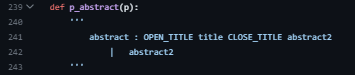 239 def p_abstract(p):
240 '''
241 abstract : OPEN_TITLE title CLOSE_TITLE abstract2
242 | abstract2
243 '''